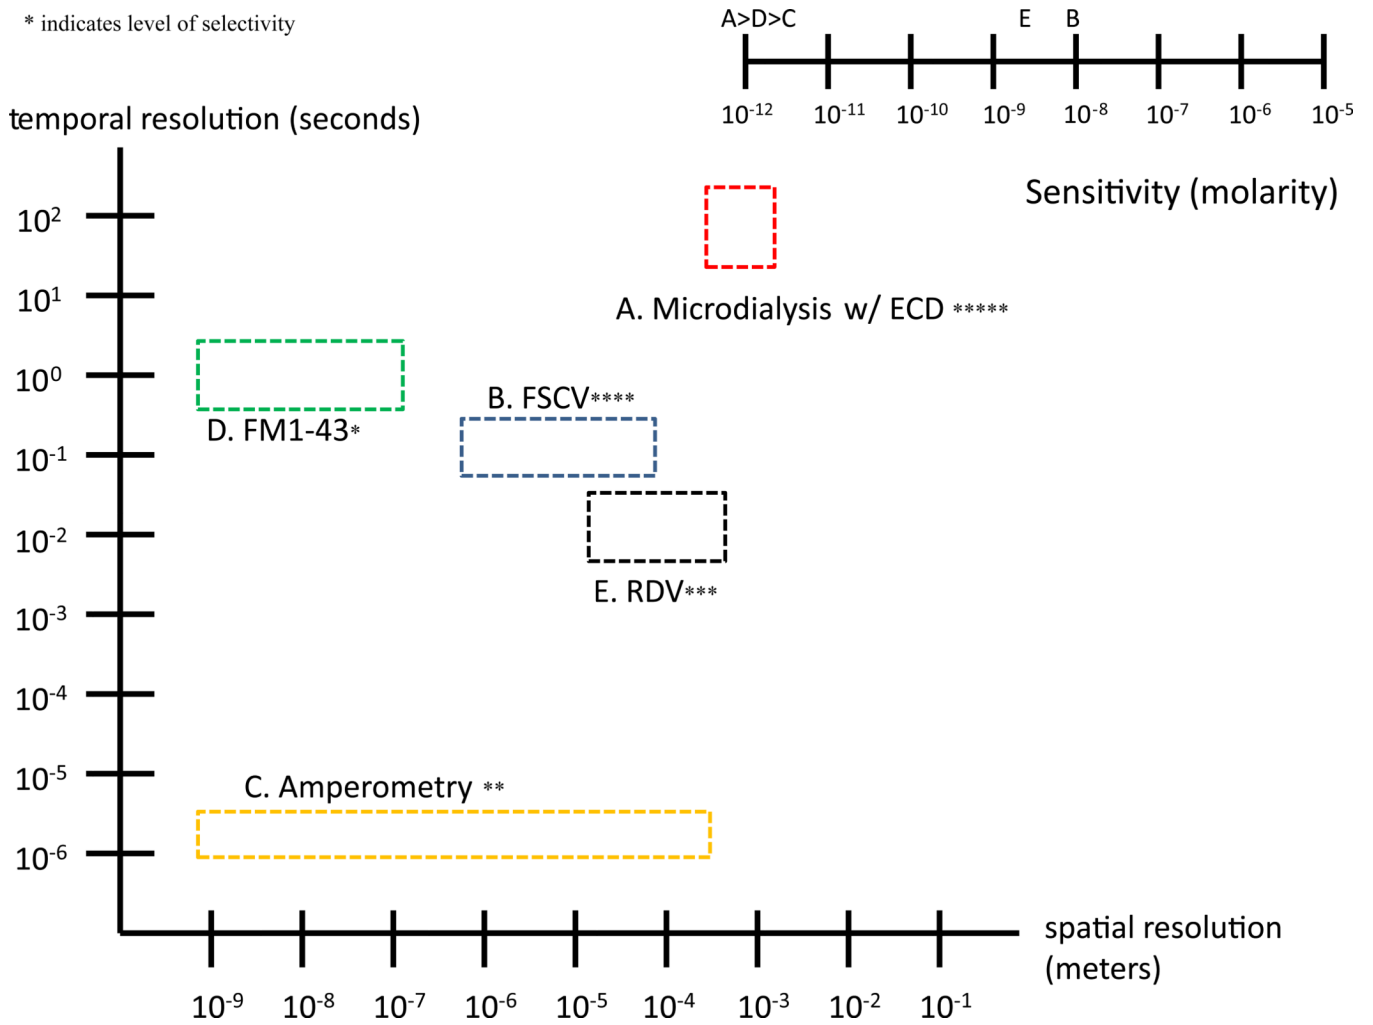 * indicates level of selectivity
A>D>C E B
10⁻¹² 10⁻¹¹ 10⁻¹⁰ 10⁻⁹ 10⁻⁸ 10⁻⁷ 10⁻⁶ 10⁻⁵
Sensitivity (molarity)
temporal resolution (seconds)
10²
10¹
10⁰
10⁻¹
10⁻²
10⁻³
10⁻⁴
10⁻⁵
10⁻⁶
A. Microdialysis w/ ECD *****
B. FSCV****
D. FM1-43*
E. RDV***
C. Amperometry **
10⁻⁹ 10⁻⁸ 10⁻⁷ 10⁻⁶ 10⁻⁵ 10⁻⁴ 10⁻³ 10⁻² 10⁻¹
spatial resolution
(meters)